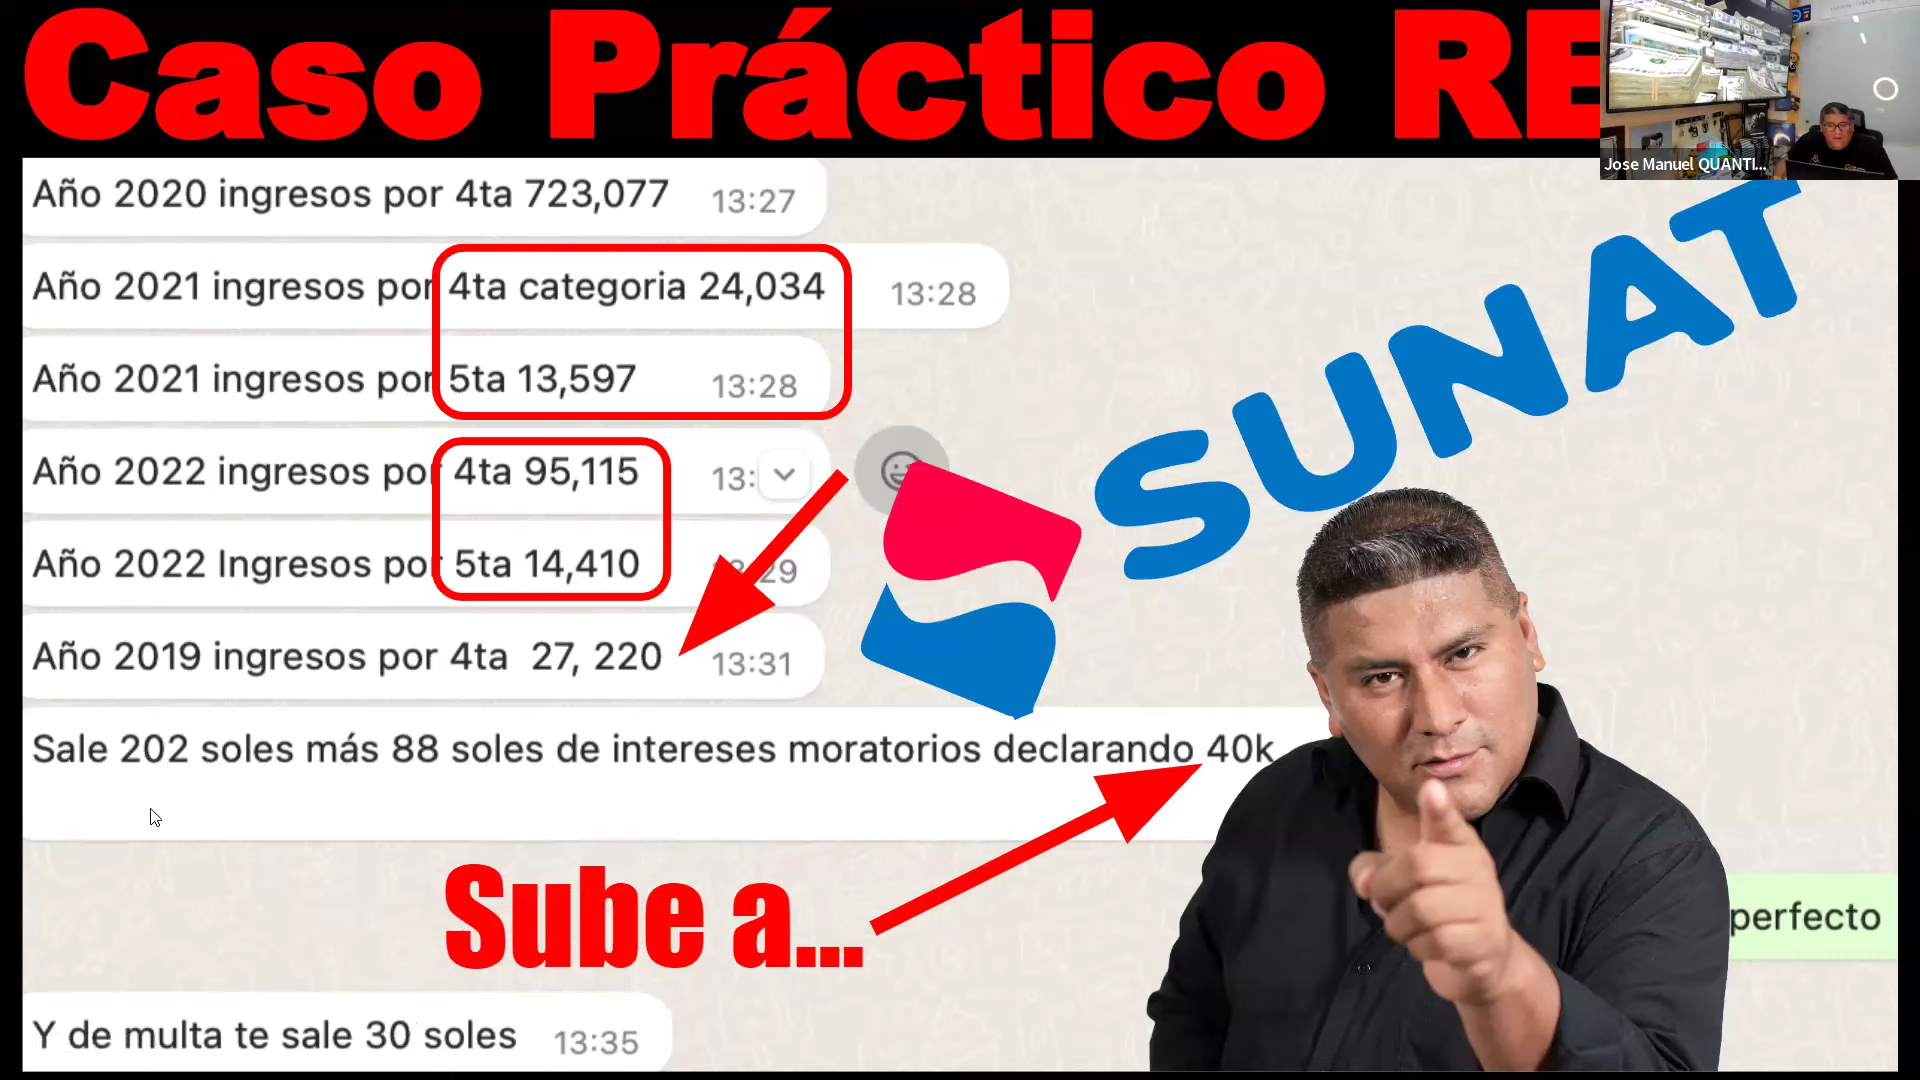 Caso Práctico RE
Jose Manuel QUANTI...
Año 2020 ingresos por 4ta 723,077 13:27
Año 2021 ingresos por 4ta categoria 24,034 13:28
Año 2021 ingresos por 5ta 13,597 13:28
Año 2022 ingresos por 4ta 95,115 13:
Año 2022 Ingresos por 5ta 14,410 :29
Año 2019 ingresos por 4ta 27, 220 13:31
SUNAT
Sale 202 soles más 88 soles de intereses moratorios declarando 40k
Sube a...
perfecto
Y de multa te sale 30 soles 13:35